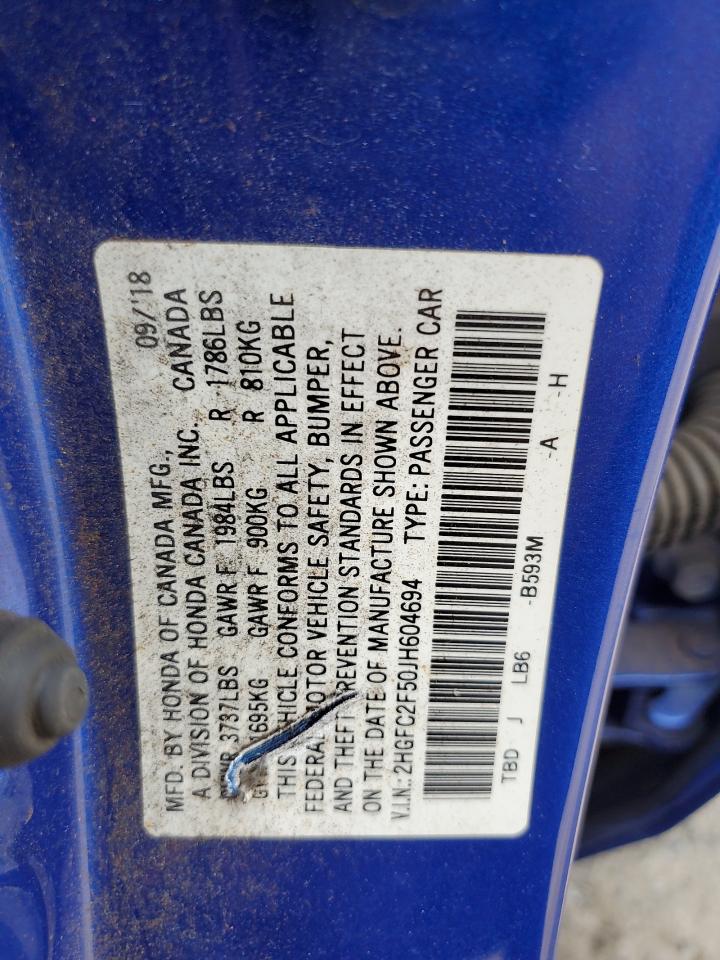 MFD. BY HONDA OF CANADA MFG., 09/'18
A DIVISION OF HONDA CANADA INC. CANADA
3737LBS GAWR F 1984LBS R 1786LBS
695KG GAWR F 900KG R 810KG
THIS VEHICLE CONFORMS TO ALL APPLICABLE
FEDERAL MOTOR VEHICLE SAFETY, BUMPER,
AND THEFT PREVENTION STANDARDS IN EFFECT
ON THE DATE OF MANUFACTURE SHOWN ABOVE.
V.I.N.: 2HGFC2F50JH604694 TYPE: PASSENGER CAR
TBD J LB6 -B593M -A -H